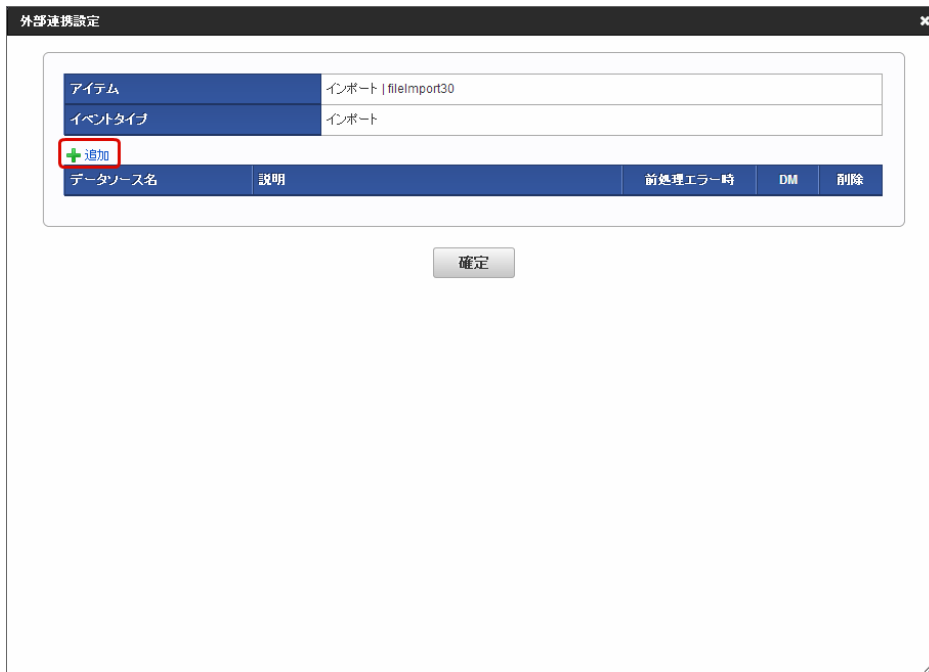 外部連携設定
アイテム インポート | fileImport30
イベントタイプ インポート
追加
データソース名 説明 前処理エラー時 DM 削除
確定